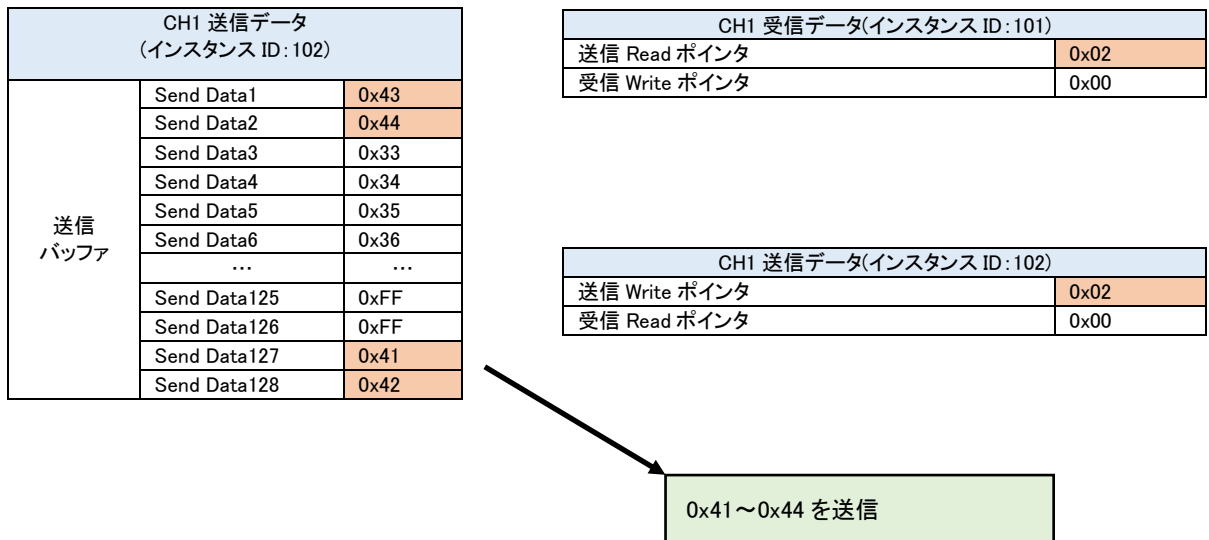 CH1 送信データ
(インスタンス ID:102)
送信
バッファ
Send Data1 0x43
Send Data2 0x44
Send Data3 0x33
Send Data4 0x34
Send Data5 0x35
Send Data6 0x36
… …
Send Data125 0xFF
Send Data126 0xFF
Send Data127 0x41
Send Data128 0x42
CH1 受信データ(インスタンス ID:101)
送信 Read ポインタ 0x02
受信 Write ポインタ 0x00
CH1 送信データ(インスタンス ID:102)
送信 Write ポインタ 0x02
受信 Read ポインタ 0x00
0x41～0x44 を送信